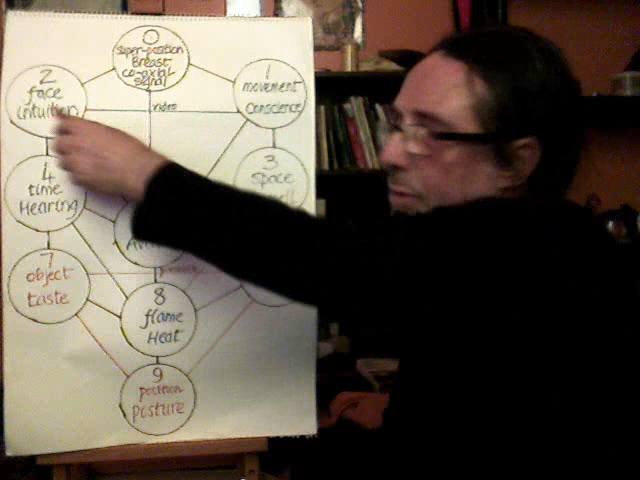 0
super-position
Breast
co-axial
signal
2
face
intuition
1
movement
Conscience
video
4
time
Hearing
3
space
7
object
taste
8
flame
Heat
9
position
posture